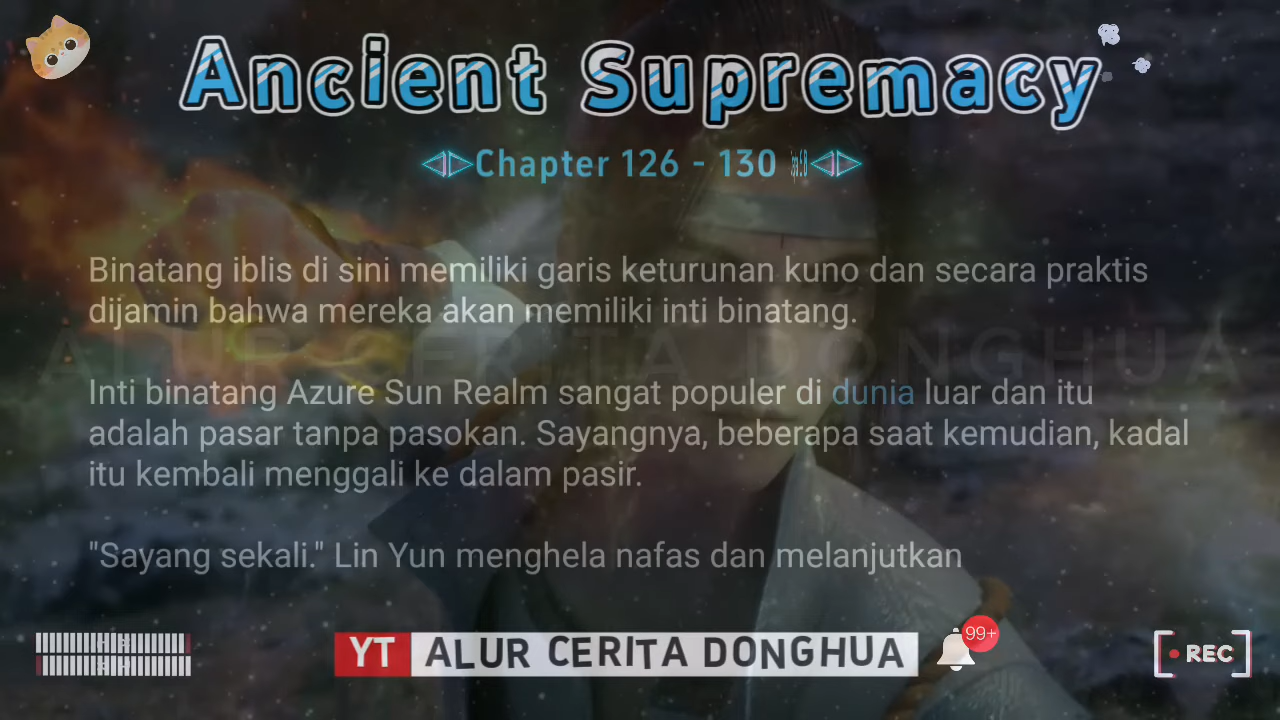 Ancient Supremacy
Chapter 126 - 130
ALUR CERITA DONGHUA
Binatang iblis di sini memiliki garis keturunan kuno dan secara praktis
dijamin bahwa mereka akan memiliki inti binatang.
Inti binatang Azure Sun Realm sangat populer di dunia luar dan itu
adalah pasar tanpa pasokan. Sayangnya, beberapa saat kemudian, kadal
itu kembali menggali ke dalam pasir.
"Sayang sekali." Lin Yun menghela nafas dan melanjutkan
YT ALUR CERITA DONGHUA
99+
REC